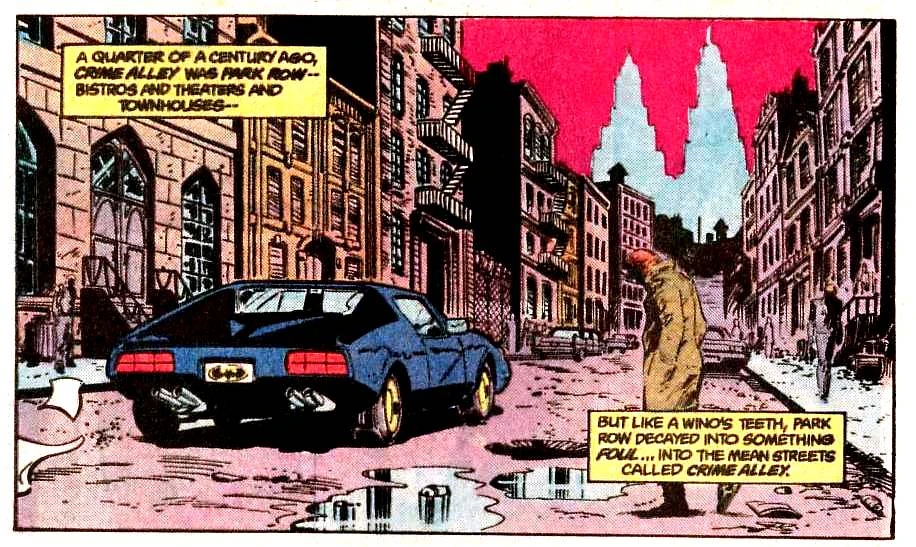 A QUARTER OF A CENTURY AGO,
CRIME ALLEY WAS PARK ROW--
BISTROS AND THEATERS AND
TOWNHOUSES--
BUT LIKE A WINO'S TEETH, PARK
ROW DECAYED INTO SOMETHING
FOUL... INTO THE MEAN STREETS
CALLED CRIME ALLEY.